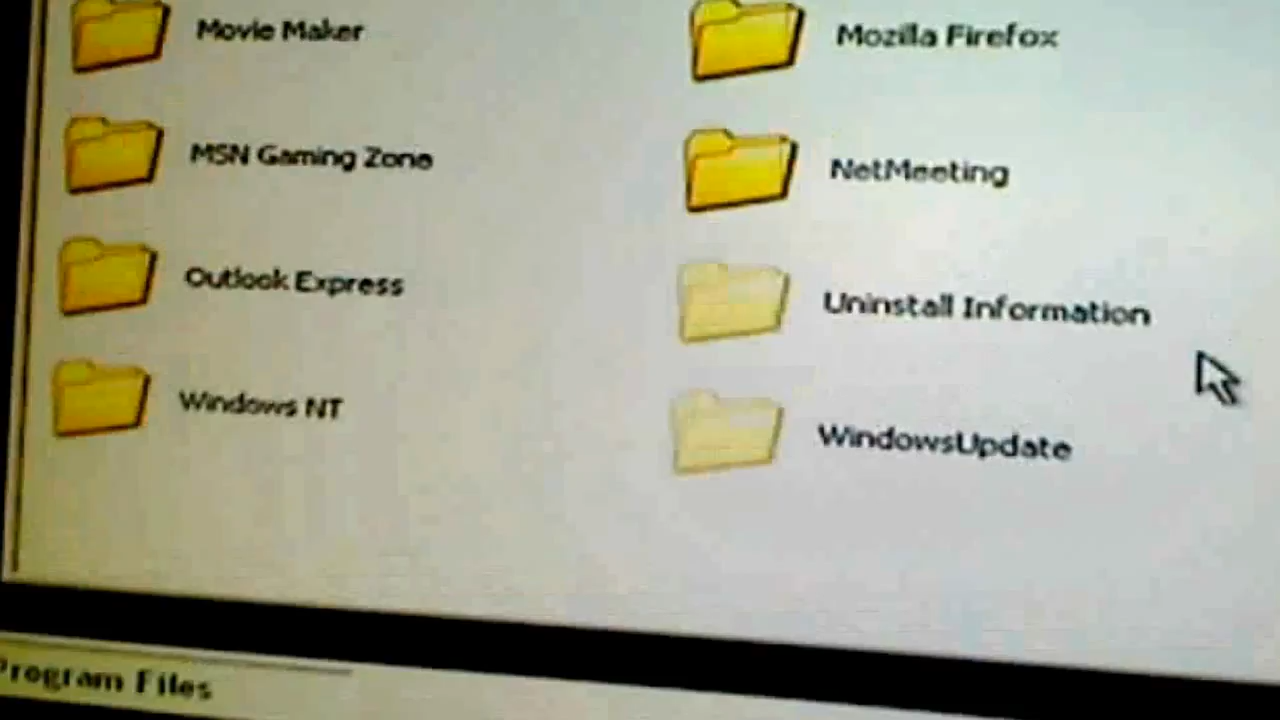 Movie Maker
Mozilla Firefox
MSN Gaming Zone
NetMeeting
Outlook Express
Uninstall Information
Windows NT
WindowsUpdate
Program Files